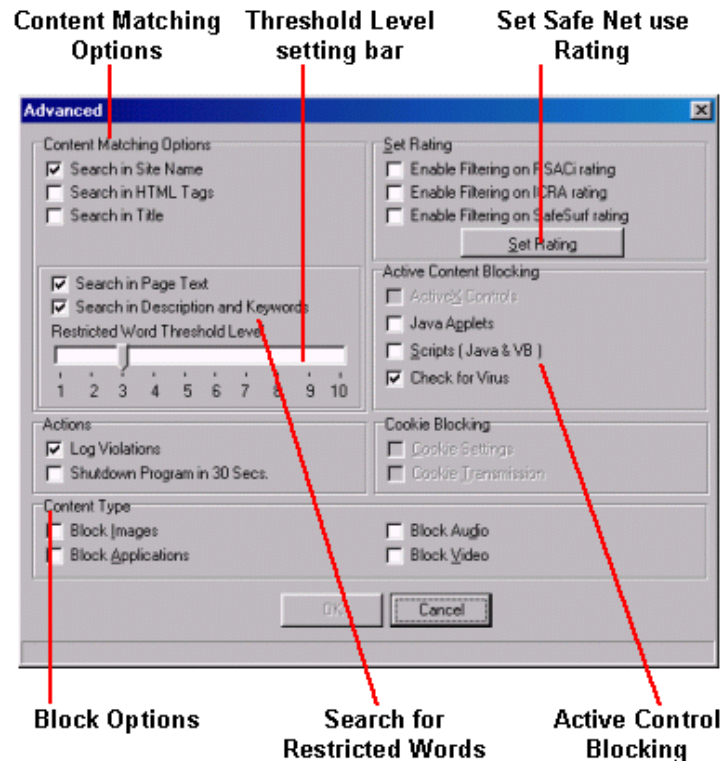 Content Matching Options
Threshold Level setting bar
Set Safe Net use Rating
Advanced
Content Matching Options
Search in Site Name
Search in HTML Tags
Search in Title
Search in Page Text
Search in Description and Keywords
Restricted Word Threshold Level
1 2 3 4 5 6 7 8 9 10
Set Rating
Enable Filtering on RSACi rating
Enable Filtering on ICRA rating
Enable Filtering on SafeSurf rating
Set Rating
Active Content Blocking
ActiveX Controls
Java Applets
Scripts ( Java & VB )
Check for Virus
Actions
Log Violations
Shutdown Program in 30 Secs.
Cookie Blocking
Cookie Settings
Cookie Transmission
Content Type
Block Images
Block Applications
Block Audio
Block Video
OK
Cancel
Block Options
Search for Restricted Words
Active Control Blocking